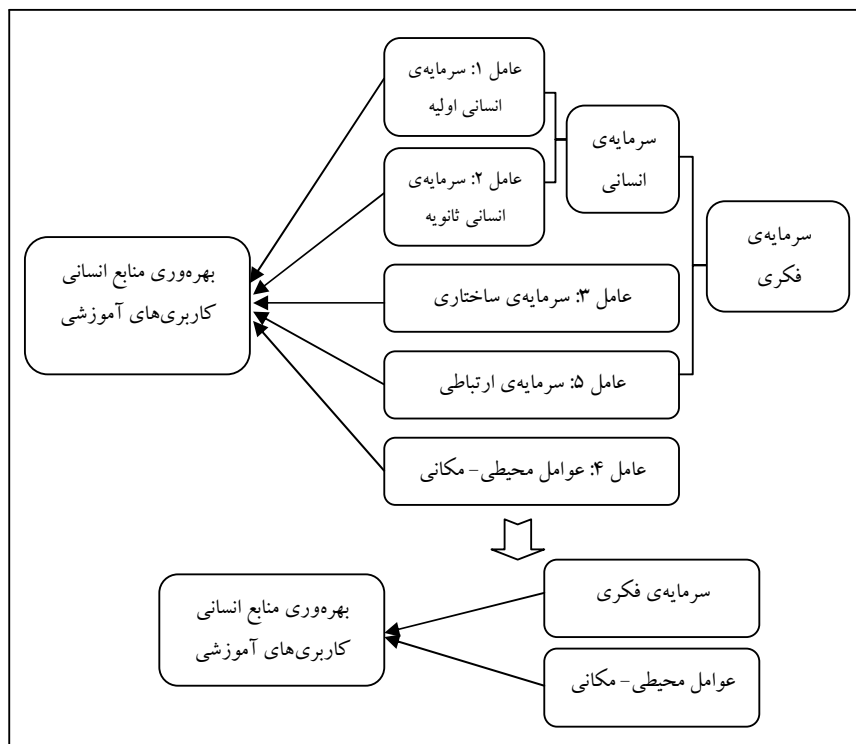 عامل ۱: سرمایه‌ی
انسانی اولیه
عامل ۲: سرمایه‌ی
انسانی ثانویه
سرمایه‌ی
انسانی
سرمایه‌ی
فکری
بهره‌وری منابع انسانی
کاربری‌های آموزشی
عامل ۳: سرمایه‌ی ساختاری
عامل ۵: سرمایه‌ی ارتباطی
عامل ۴: عوامل محیطی- مکانی
سرمایه‌ی فکری
بهره‌وری منابع انسانی
کاربری‌های آموزشی
عوامل محیطی- مکانی